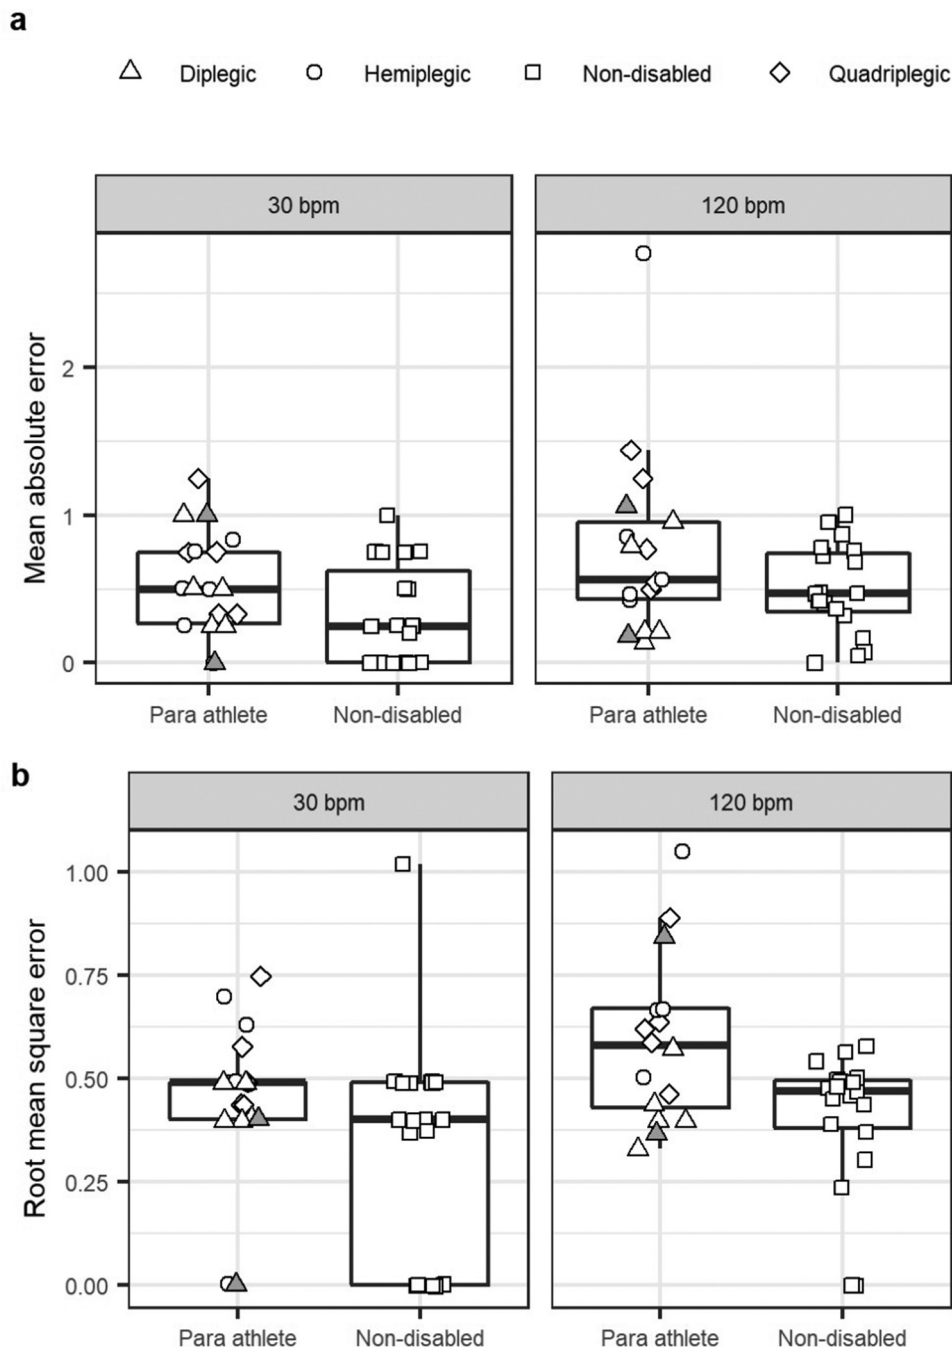 a
Diplegic Hemiplegic Non-disabled Quadriplegic
30 bpm 120 bpm
Mean absolute error
2
1
0
Para athlete Non-disabled Para athlete Non-disabled
b
30 bpm 120 bpm
Root mean square error
1.00
0.75
0.50
0.25
0.00
Para athlete Non-disabled Para athlete Non-disabled